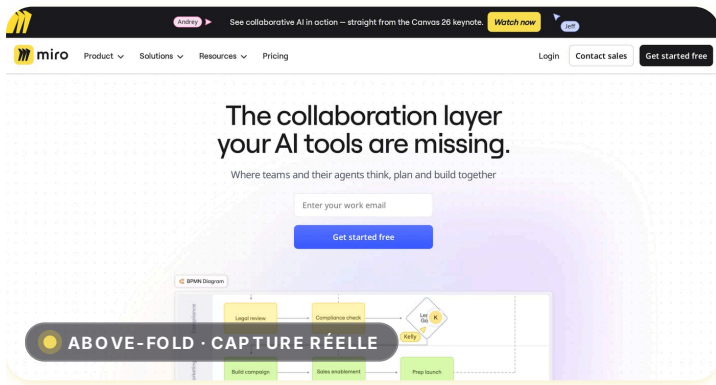 Andrey
See collaborative AI in action — straight from the Canvas 26 keynote.
Watch now
Jeff
miro
Product
Solutions
Resources
Pricing
Login
Contact sales
Get started free
The collaboration layer
your AI tools are missing.
Where teams and their agents think, plan and build together
Enter your work email
Get started free
BPMN Diagram
Legal review
Compliance check
K
Kelly
ABOVE-FOLD · CAPTURE RÉELLE
Build campaign
Sales enablement
Prep launch